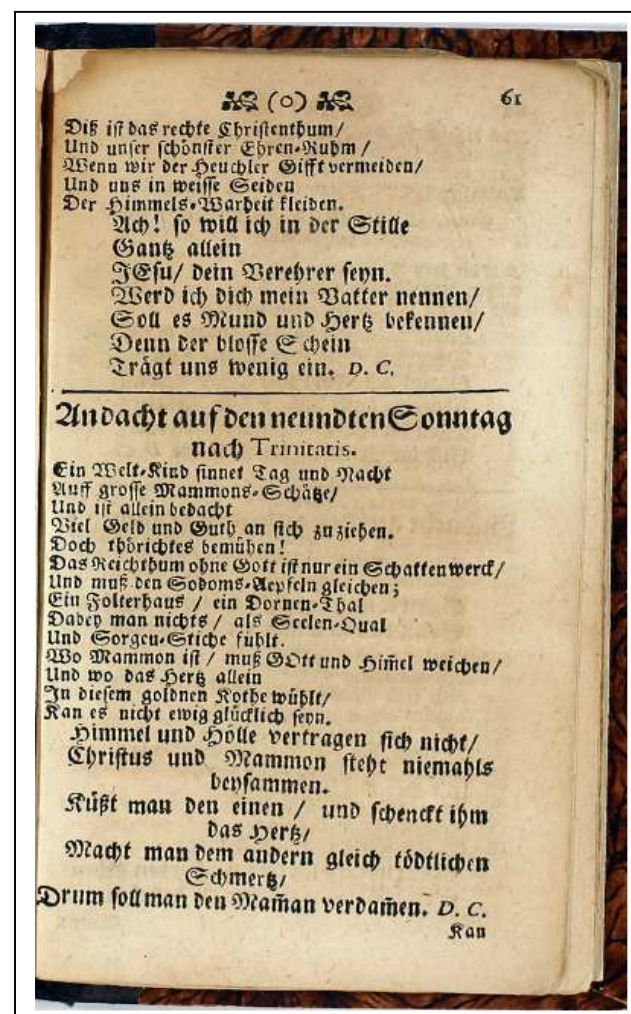 (o) 61
Diß ist das rechte Christenthum/
Und unser schönster Ehren-Ruhm /
Wenn wir der Heuchler Gifft vermeiden/
Und uns in weisse Seiden
Der Himmels-Warheit kleiden.
Ach! so will ich in der Stille
Gantz allein
JEsu/ dein Verehrer seyn.
Werd ich dich mein Vatter nennen/
Soll es Mund und Hertz bekennen/
Denn der blosse Schein
Trägt uns wenig ein. D. C.
Andacht auf den neundten Sonntag
nach Trinitatis.
Ein Welt-Kind sinnet Tag und Nacht
Auff grosse Mammons-Schätze/
Und ist allein bedacht
Viel Geld und Guth an sich zu ziehen.
Doch thörichtes bemühen!
Das Reichthum ohne Gott ist nur ein Schattenwerck/
Und muß den Sodoms-Aepfeln gleichen;
Ein Folterhaus / ein Dornen-Thal
Dabey man nichts / als Seelen-Qual
Und Sorgen-Stiche fühlt.
Wo Mammon ist / muß GOtt und Him̃el weichen/
Und wo das Hertz allein
In diesem goldnen Kothe wühlt/
Kan es nicht ewig glücklich seyn.
Himmel und Hölle vertragen sich nicht/
Christus und Mammon steht niemahls
beysammen.
Küßt man den einen / und schenckt ihm
das Hertz/
Macht man dem andern gleich tödtlichen
Schmertz/
Drum soll man den Mam̃an verdam̃en. D. C.
Kan